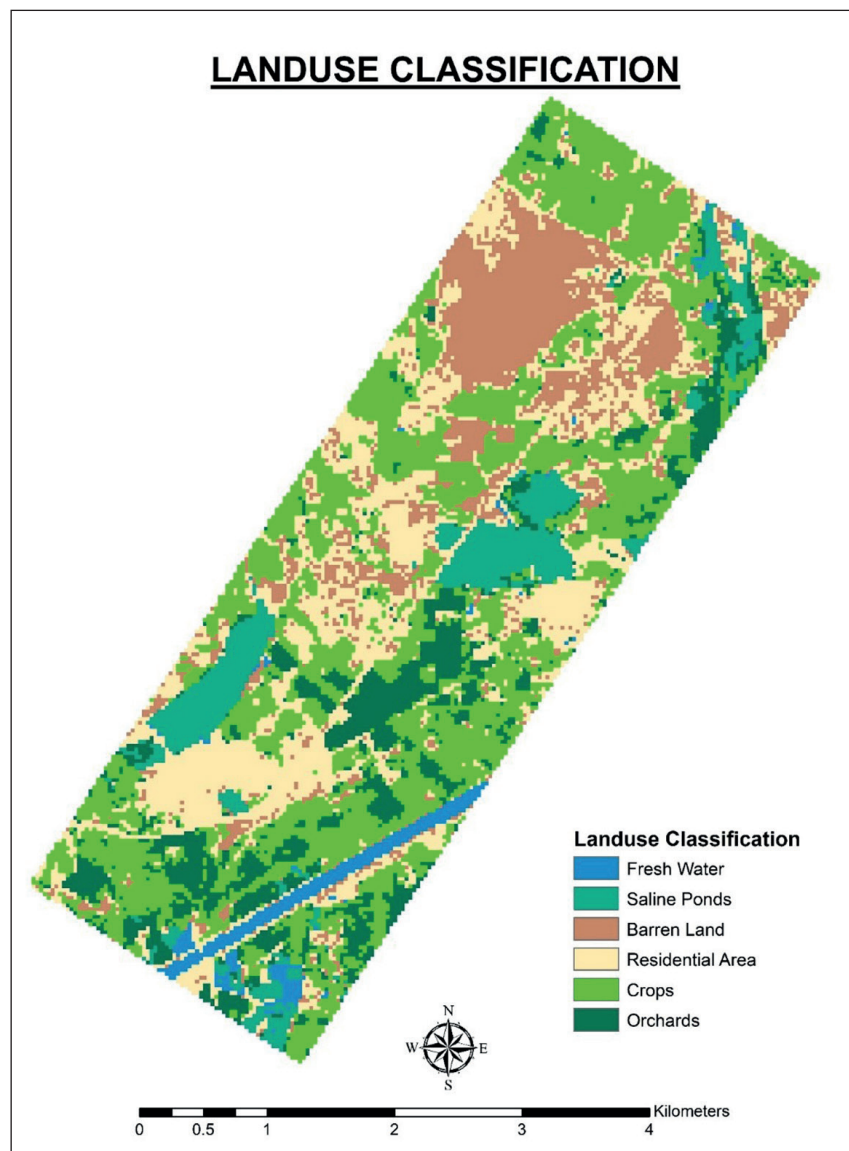 LANDUSE CLASSIFICATION
Landuse Classification
Fresh Water
Saline Ponds
Barren Land
Residential Area
Crops
Orchards
N
W E
S
Kilometers
0 0.5 1 2 3 4